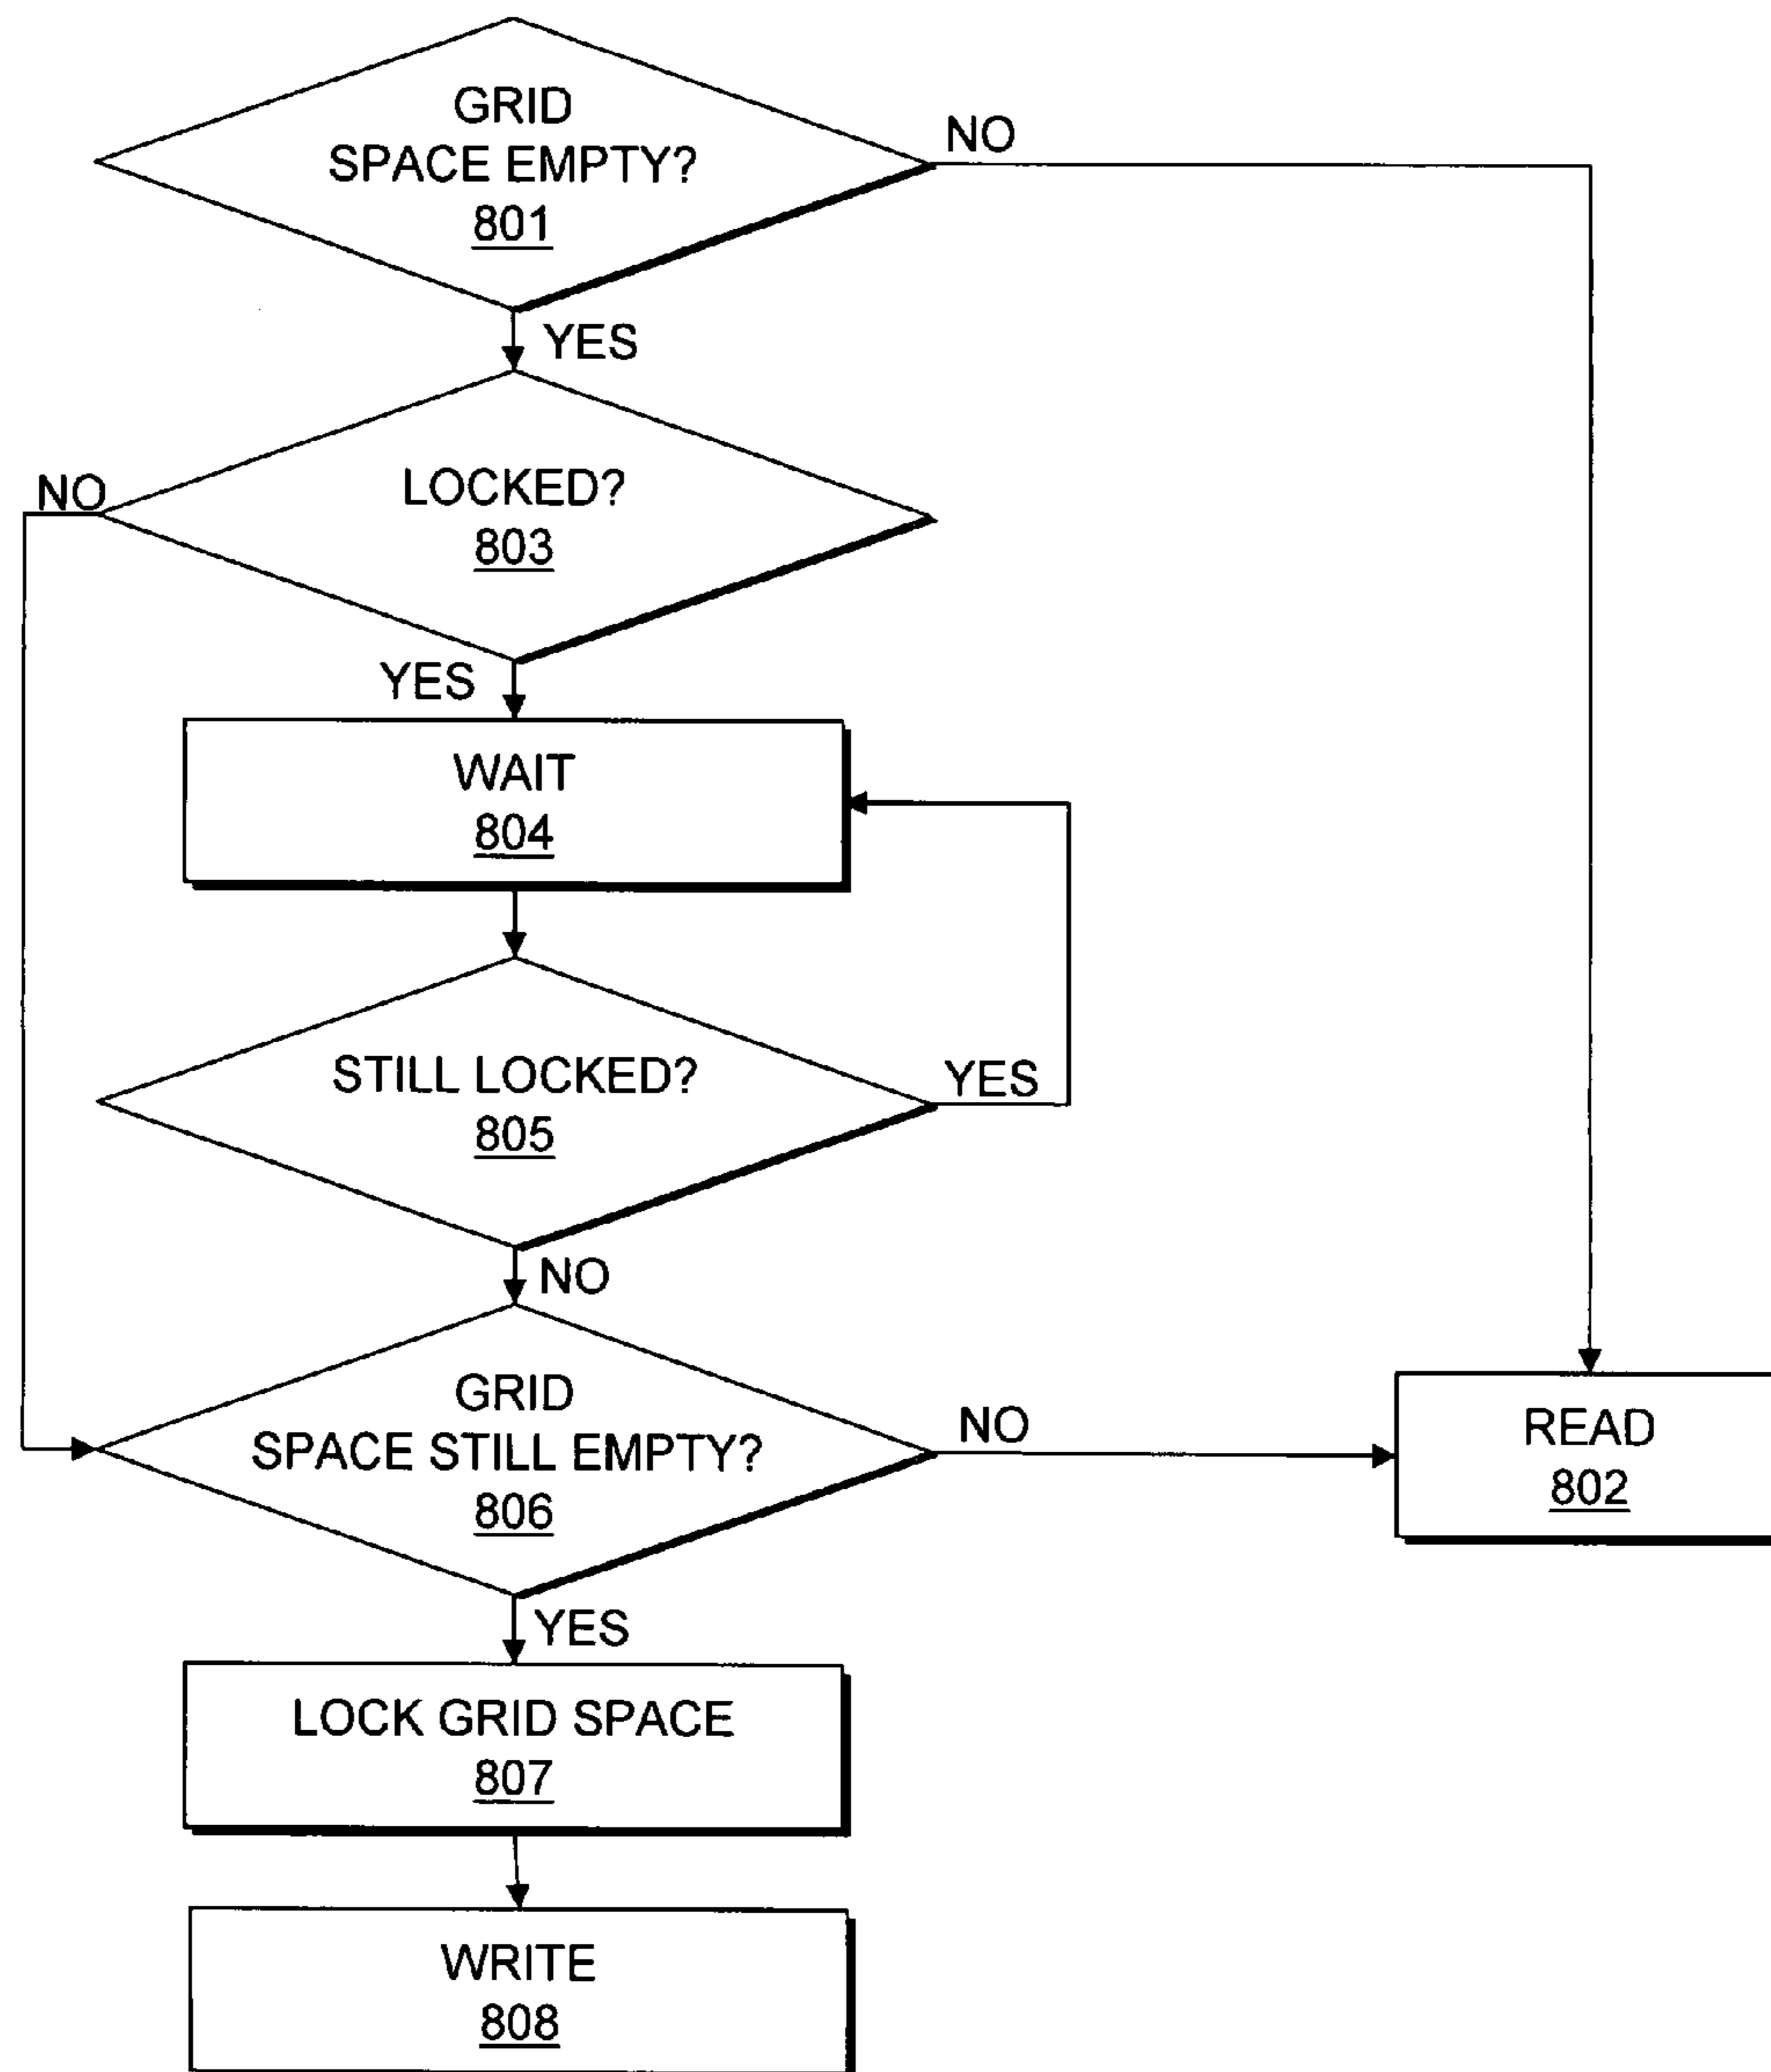 GRID
SPACE EMPTY?
801
NO
YES
LOCKED?
803
NO
YES
WAIT
804
STILL LOCKED?
805
YES
NO
GRID
SPACE STILL EMPTY?
806
NO
READ
802
YES
LOCK GRID SPACE
807
WRITE
808